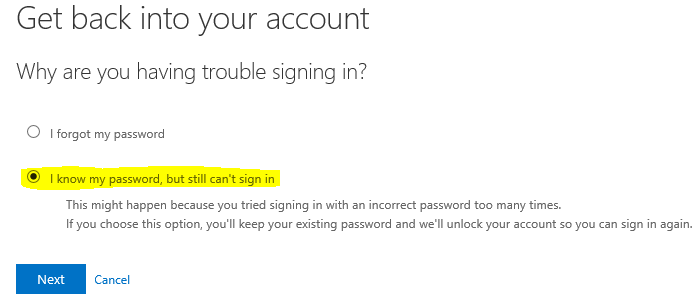 Get back into your account
Why are you having trouble signing in?
I forgot my password
I know my password, but still can't sign in
This might happen because you tried signing in with an incorrect password too many times.
If you choose this option, you'll keep your existing password and we'll unlock your account so you can sign in again.
Next Cancel